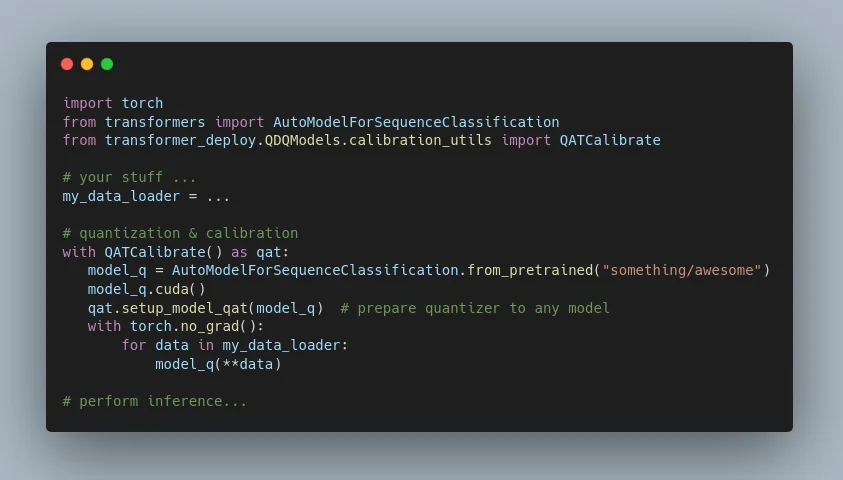 import torch
from transformers import AutoModelForSequenceClassification
from transformer_deploy.QDQModels.calibration_utils import QATCalibrate

# your stuff ...
my_data_loader = ...

# quantization & calibration
with QATCalibrate() as qat:
   model_q = AutoModelForSequenceClassification.from_pretrained("something/awesome")
   model_q.cuda()
   qat.setup_model_qat(model_q)  # prepare quantizer to any model
   with torch.no_grad():
       for data in my_data_loader:
           model_q(**data)

# perform inference...